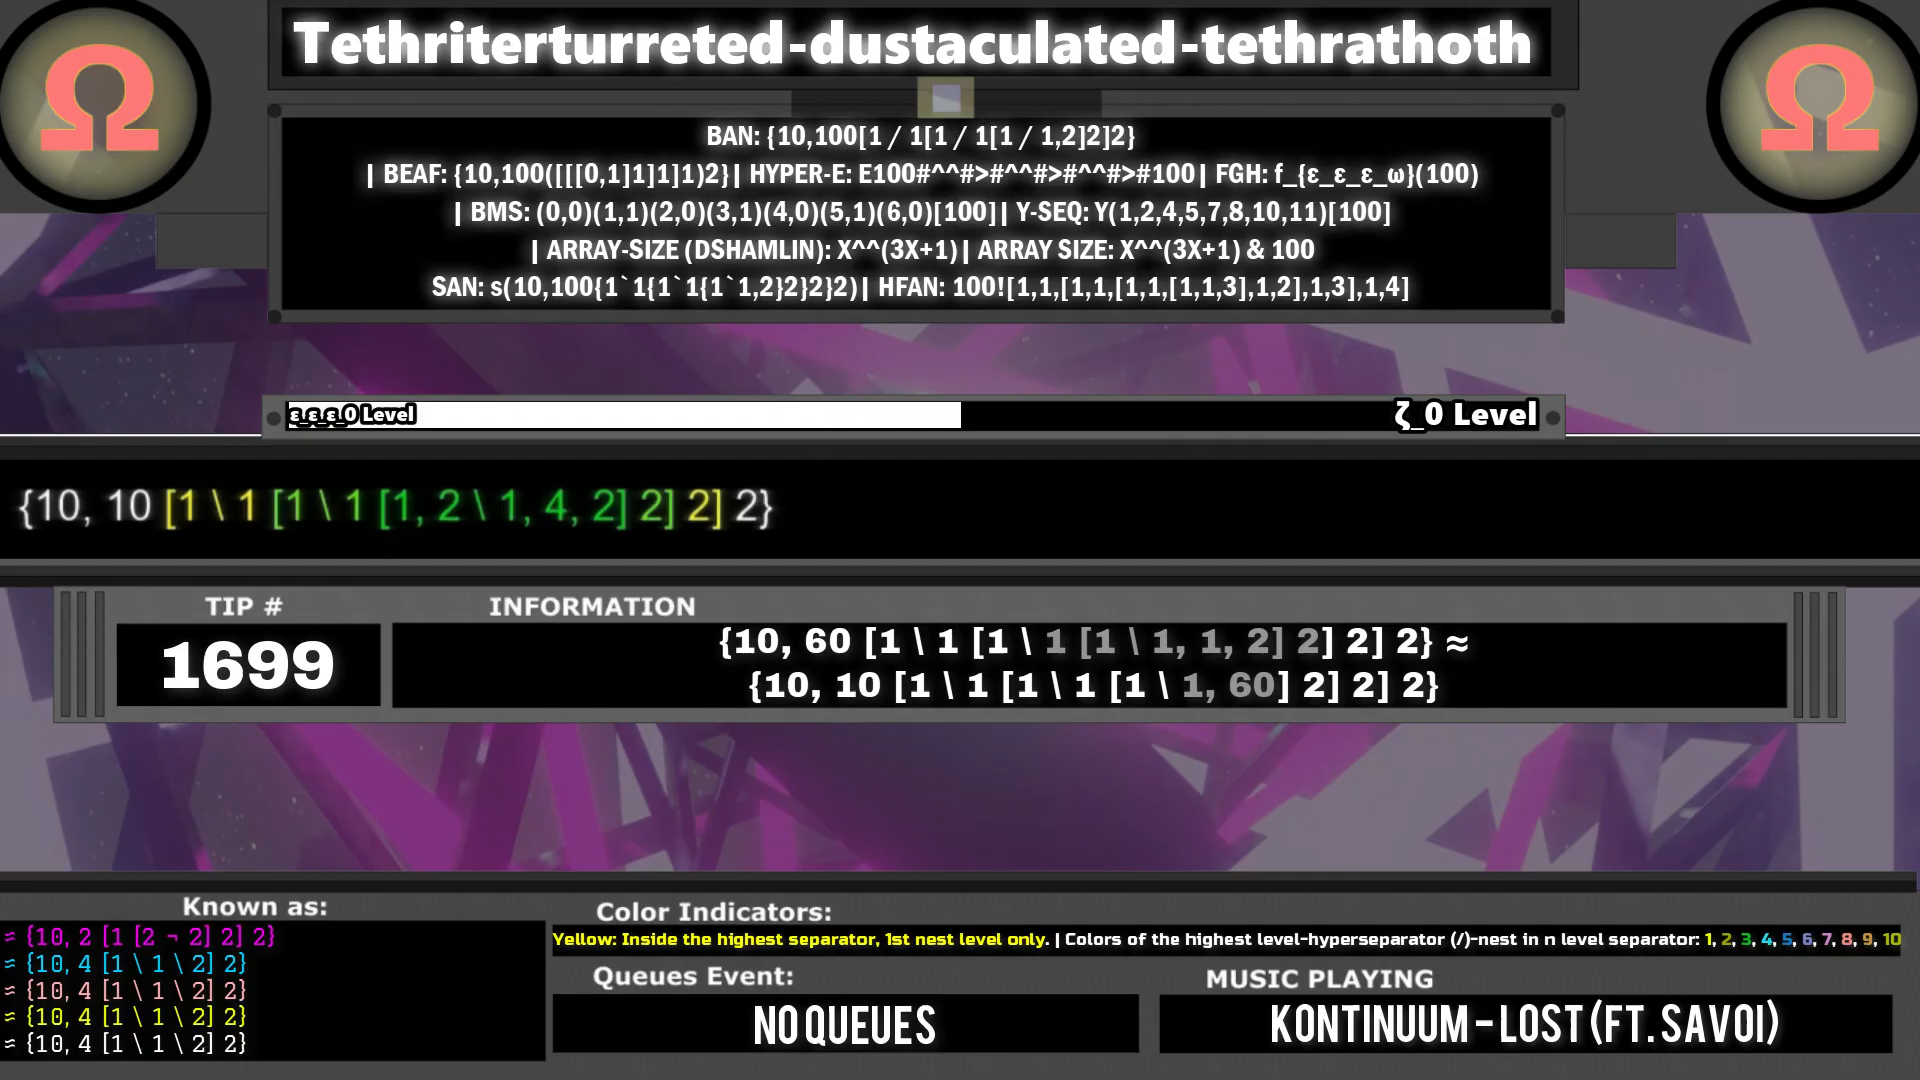 Ω
Tethriterturreted-dustaculated-tethrathoth
Ω
BAN: {10,100[1 / 1[1 / 1[1 / 1,2]2]2]2}
| BEAF: {10,100([[[0,1]1]1]1)2}| HYPER-E: E100#^^#>#^^#>#^^#>#100| FGH: f_{ε_ε_ε_ω}(100)
| BMS: (0,0)(1,1)(2,0)(3,1)(4,0)(5,1)(6,0)[100]| Y-SEQ: Y(1,2,4,5,7,8,10,11)[100]
| ARRAY-SIZE (DSHAMLIN): X^^(3X+1)| ARRAY SIZE: X^^(3X+1) & 100
SAN: s(10,100{1`1{1`1{1`1,2}2}2}2)| HFAN: 100![1,1,[1,1,[1,1,[1,1,3],1,2],1,3],1,4]
ε_ε_ε_0 Level
ζ_0 Level
{10, 10 [1 \ 1 [1 \ 1 [1, 2 \ 1, 4, 2] 2] 2] 2}
TIP #
INFORMATION
1699
{10, 60 [1 \ 1 [1 \ 1 [1 \ 1, 1, 2] 2] 2] 2} ≈
{10, 10 [1 \ 1 [1 \ 1 [1 \ 1, 60] 2] 2] 2}
Known as:
≈ {10, 2 [1 [2 ¬ 2] 2] 2}
≈ {10, 4 [1 \ 1 \ 2] 2}
≈ {10, 4 [1 \ 1 \ 2] 2}
≈ {10, 4 [1 \ 1 \ 2] 2}
≈ {10, 4 [1 \ 1 \ 2] 2}
Color Indicators:
Yellow: Inside the highest separator, 1st nest level only. | Colors of the highest level-hyperseparator (/)-nest in n level separator: 1, 2, 3, 4, 5, 6, 7, 8, 9, 10
Queues Event:
NO QUEUES
MUSIC PLAYING
KONTINUUM - LOST (FT. SAVOI)